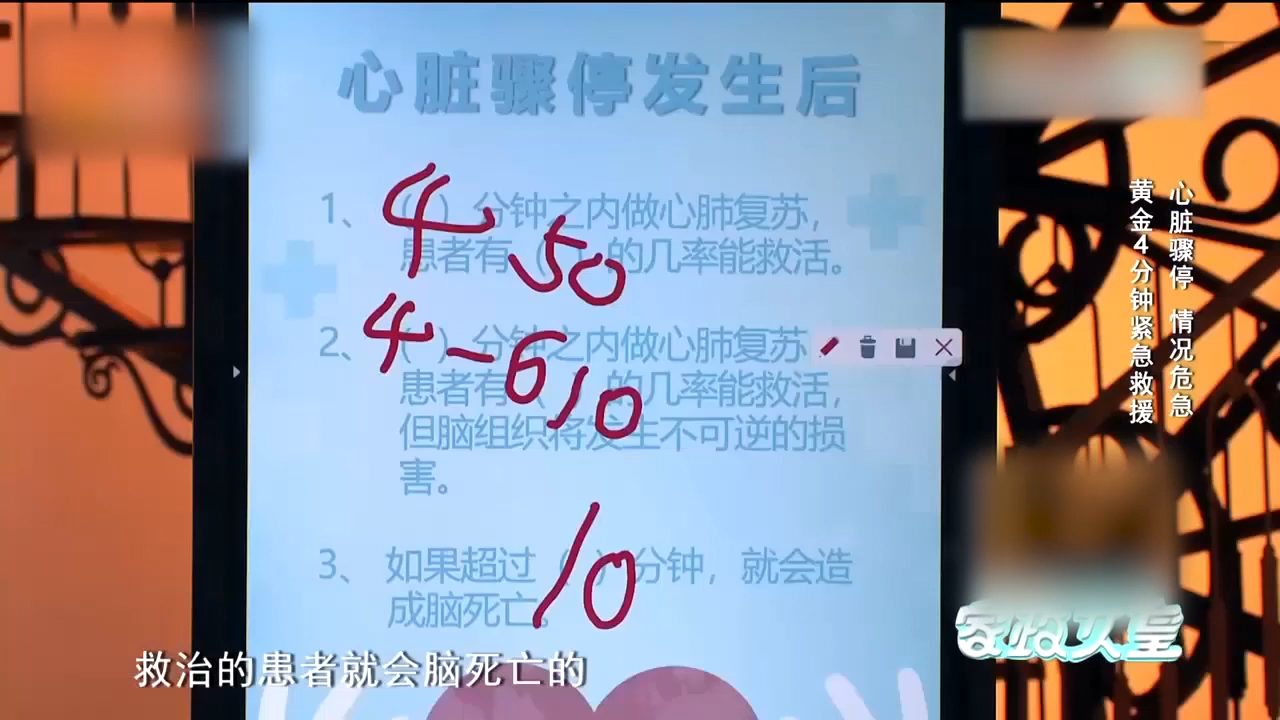 心脏骤停发生后
1、(4)分钟之内做心肺复苏，
患者有(50)的几率能救活。
2、(4-6)分钟之内做心肺复苏
患者有(10)的几率能救活，
但脑组织将发生不可逆的损
害。
3、如果超过(10)分钟，就会造
成脑死亡。
心脏骤停 情况危急
黄金4分钟紧急救援
家政女皇
救治的患者就会脑死亡的